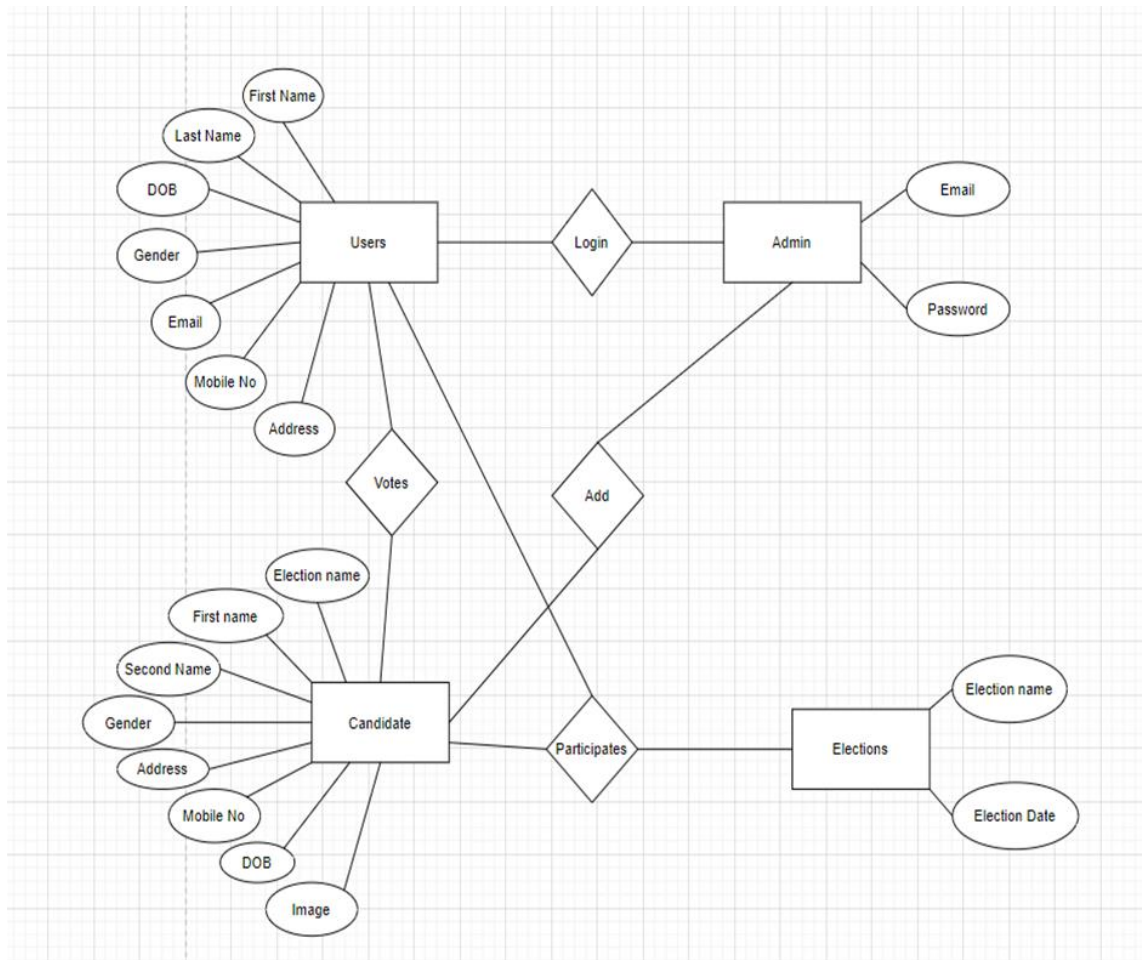 First Name
Last Name
DOB
Gender
Email
Mobile No
Address
Users
Login
Admin
Email
Password
Votes
Add
Election name
First name
Second Name
Gender
Address
Mobile No
DOB
Image
Candidate
Participates
Elections
Election name
Election Date